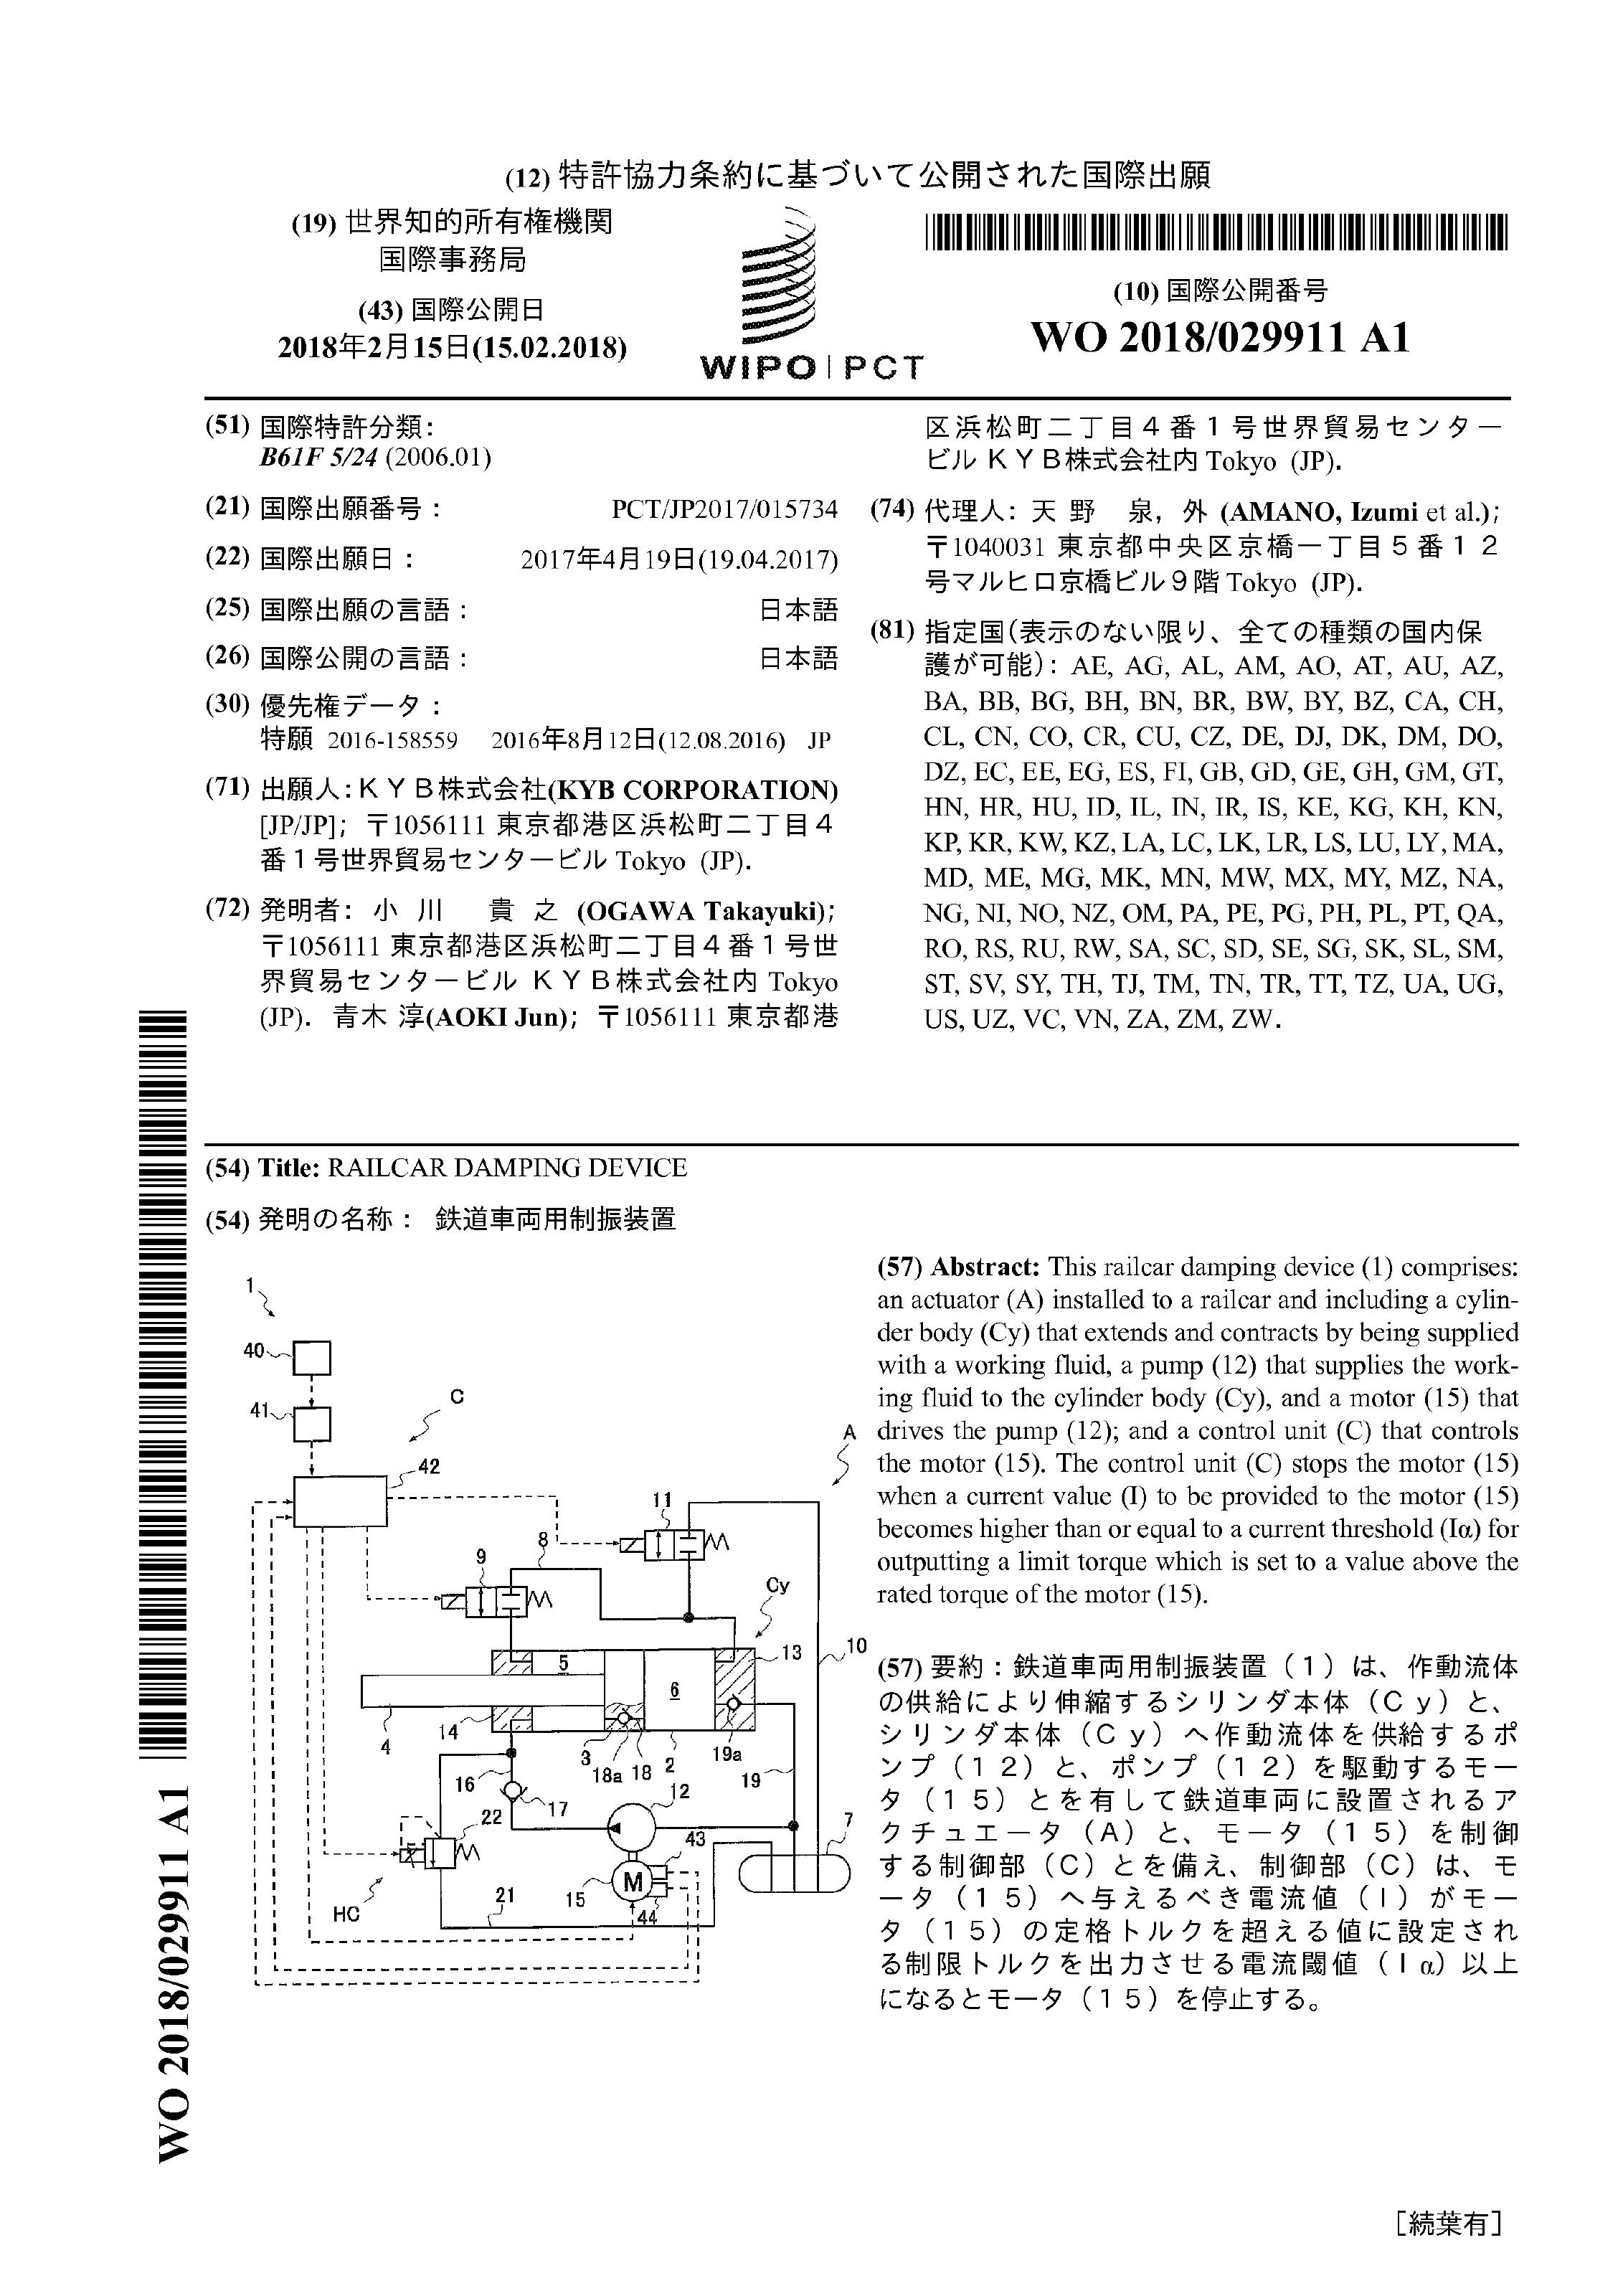 (12) 特許協力条約に基づいて公開された国際出願
(19) 世界知的所有権機関
国際事務局
(43) 国際公開日
2018年2月15日(15.02.2018)
WIPO | PCT
(10) 国際公開番号
WO 2018/029911 A1
(51) 国際特許分類:
B61F 5/24 (2006.01)
(21) 国際出願番号: PCT/JP2017/015734
(22) 国際出願日: 2017年4月19日(19.04.2017)
(25) 国際出願の言語: 日本語
(26) 国際公開の言語: 日本語
(30) 優先権データ:
特願 2016-158559 2016年8月12日(12.08.2016) JP
(71) 出願人: KYB株式会社(KYB CORPORATION)
[JP/JP]; 〒1056111 東京都港区浜松町二丁目4
番1号世界貿易センタービル Tokyo (JP).
(72) 発明者: 小川 貴之 (OGAWA Takayuki);
〒1056111 東京都港区浜松町二丁目4番1号世
界貿易センタービル KYB株式会社内 Tokyo
(JP). 青木 淳(AOKI Jun); 〒1056111 東京都港
区浜松町二丁目4番1号世界貿易センター
ビル KYB株式会社内 Tokyo (JP).
(74) 代理人: 天野 泉, 外 (AMANO, Izumi et al.);
〒1040031 東京都中央区京橋一丁目5番12
号マルヒロ京橋ビル9階 Tokyo (JP).
(81) 指定国(表示のない限り、全ての種類の国内保
護が可能): AE, AG, AL, AM, AO, AT, AU, AZ,
BA, BB, BG, BH, BN, BR, BW, BY, BZ, CA, CH,
CL, CN, CO, CR, CU, CZ, DE, DJ, DK, DM, DO,
DZ, EC, EE, EG, ES, FI, GB, GD, GE, GH, GM, GT,
HN, HR, HU, ID, IL, IN, IR, IS, KE, KG, KH, KN,
KP, KR, KW, KZ, LA, LC, LK, LR, LS, LU, LY, MA,
MD, ME, MG, MK, MN, MW, MX, MY, MZ, NA,
NG, NI, NO, NZ, OM, PA, PE, PG, PH, PL, PT, QA,
RO, RS, RU, RW, SA, SC, SD, SE, SG, SK, SL, SM,
ST, SV, SY, TH, TJ, TM, TN, TR, TT, TZ, UA, UG,
US, UZ, VC, VN, ZA, ZM, ZW.
(54) Title: RAILCAR DAMPING DEVICE
(54) 発明の名称: 鉄道車両用制振装置
1
40
41
C
42
A
11
8
9
Cy
13
10
5
6
4
14
3
18a
18
2
19a
16
17
12
19
22
43
7
M
15
44
21
HC
(57) Abstract: This railcar damping device (1) comprises:
an actuator (A) installed to a railcar and including a cylin-
der body (Cy) that extends and contracts by being supplied
with a working fluid, a pump (12) that supplies the work-
ing fluid to the cylinder body (Cy), and a motor (15) that
drives the pump (12); and a control unit (C) that controls
the motor (15). The control unit (C) stops the motor (15)
when a current value (I) to be provided to the motor (15)
becomes higher than or equal to a current threshold (Iα) for
outputting a limit torque which is set to a value above the
rated torque of the motor (15).
(57) 要約: 鉄道車両用制振装置(1)は、作動流体
の供給により伸縮するシリンダ本体(Cy)と、
シリンダ本体(Cy)へ作動流体を供給するポ
ンプ(12)と、ポンプ(12)を駆動するモー
タ(15)とを有して鉄道車両に設置されるア
クチュエータ(A)と、モータ(15)を制御
する制御部(C)とを備え、制御部(C)は、モ
ータ(15)へ与えるべき電流値(I)がモー
タ(15)の定格トルクを超える値に設定され
る制限トルクを出力させる電流閾値(Iα)以上
になるとモータ(15)を停止する。
WO 2018/029911 A1
[続葉有]